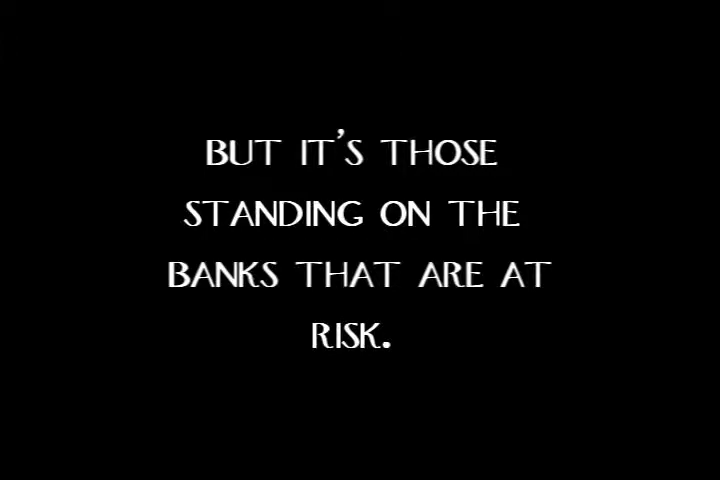 BUT IT'S THOSE
STANDING ON THE
BANKS THAT ARE AT
RISK.